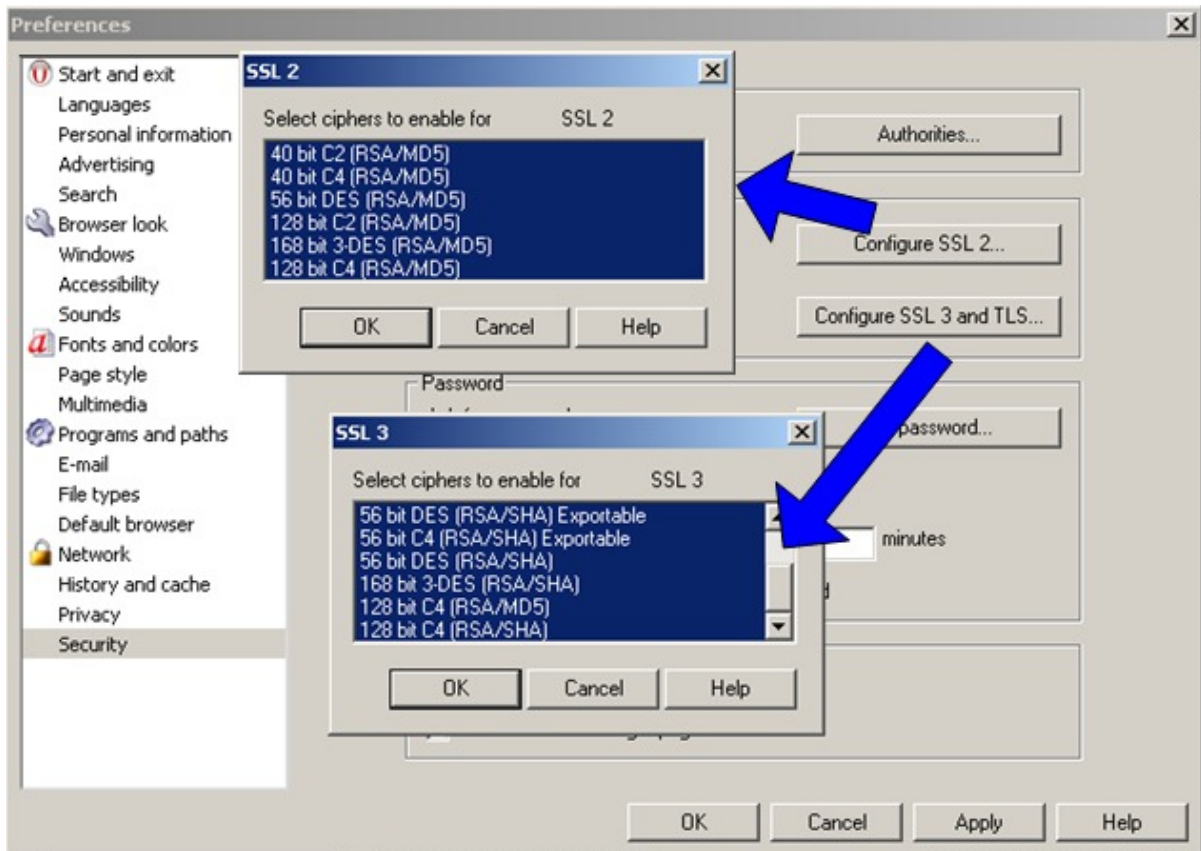 Preferences
Start and exit
Languages
Personal information
Advertising
Search
Browser look
Windows
Accessibility
Sounds
Fonts and colors
Page style
Multimedia
Programs and paths
E-mail
File types
Default browser
Network
History and cache
Privacy
Security
SSL 2
Select ciphers to enable for SSL 2
40 bit C2 (RSA/MD5)
40 bit C4 (RSA/MD5)
56 bit DES (RSA/MD5)
128 bit C2 (RSA/MD5)
168 bit 3-DES (RSA/MD5)
128 bit C4 (RSA/MD5)
OK Cancel Help
Authorities...
Configure SSL 2...
Configure SSL 3 and TLS...
Password
password...
minutes
SSL 3
Select ciphers to enable for SSL 3
56 bit DES (RSA/SHA) Exportable
56 bit C4 (RSA/SHA) Exportable
56 bit DES (RSA/SHA)
168 bit 3-DES (RSA/SHA)
128 bit C4 (RSA/MD5)
128 bit C4 (RSA/SHA)
OK Cancel Help
OK Cancel Apply Help